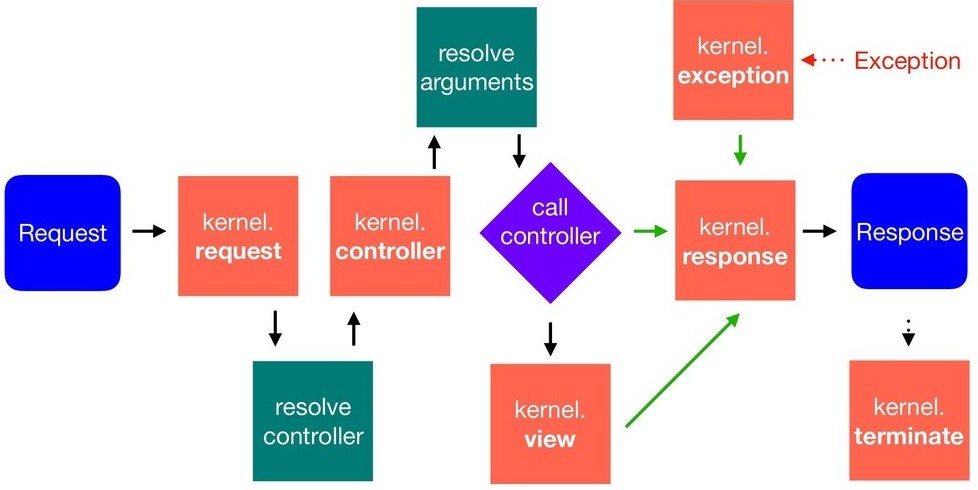 Request
kernel.
request
resolve
controller
kernel.
controller
resolve
arguments
call
controller
kernel.
view
kernel.
exception
Exception
kernel.
response
Response
kernel.
terminate